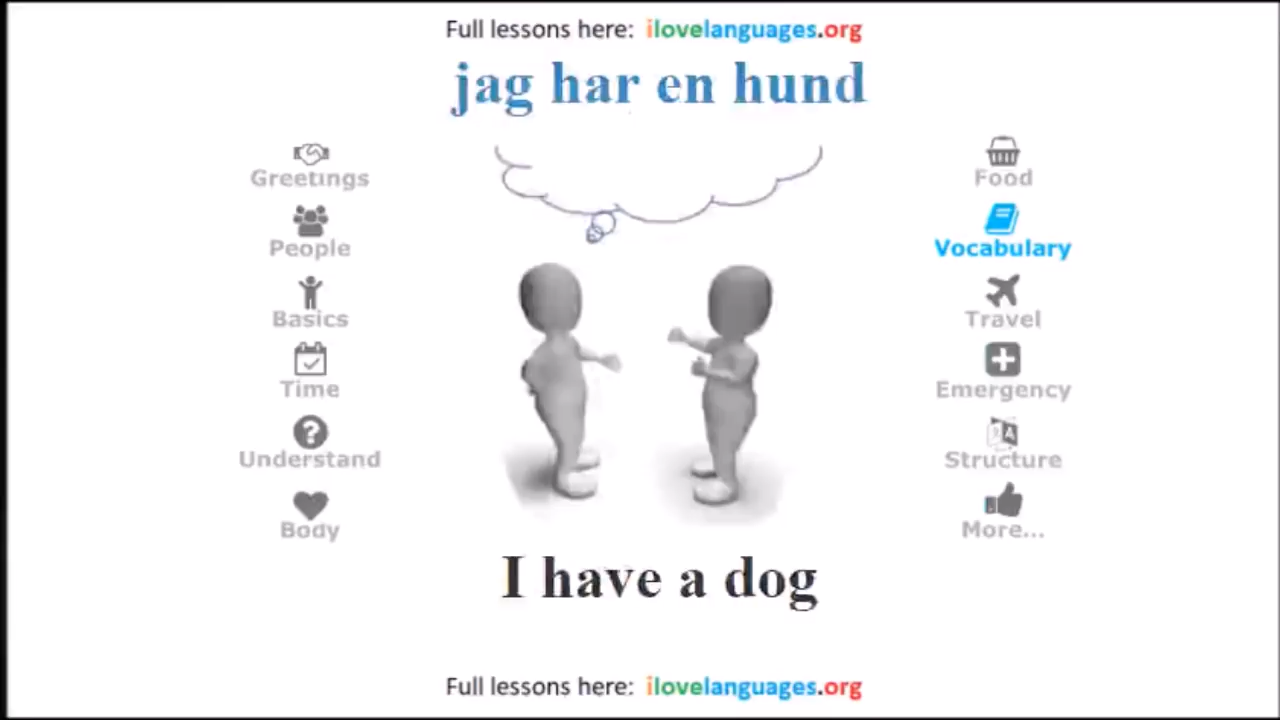 Full lessons here: ilovelanguages.org
jag har en hund
Greetings
People
Basics
Time
Understand
Body
Food
Vocabulary
Travel
Emergency
Structure
More...
I have a dog
Full lessons here: ilovelanguages.org